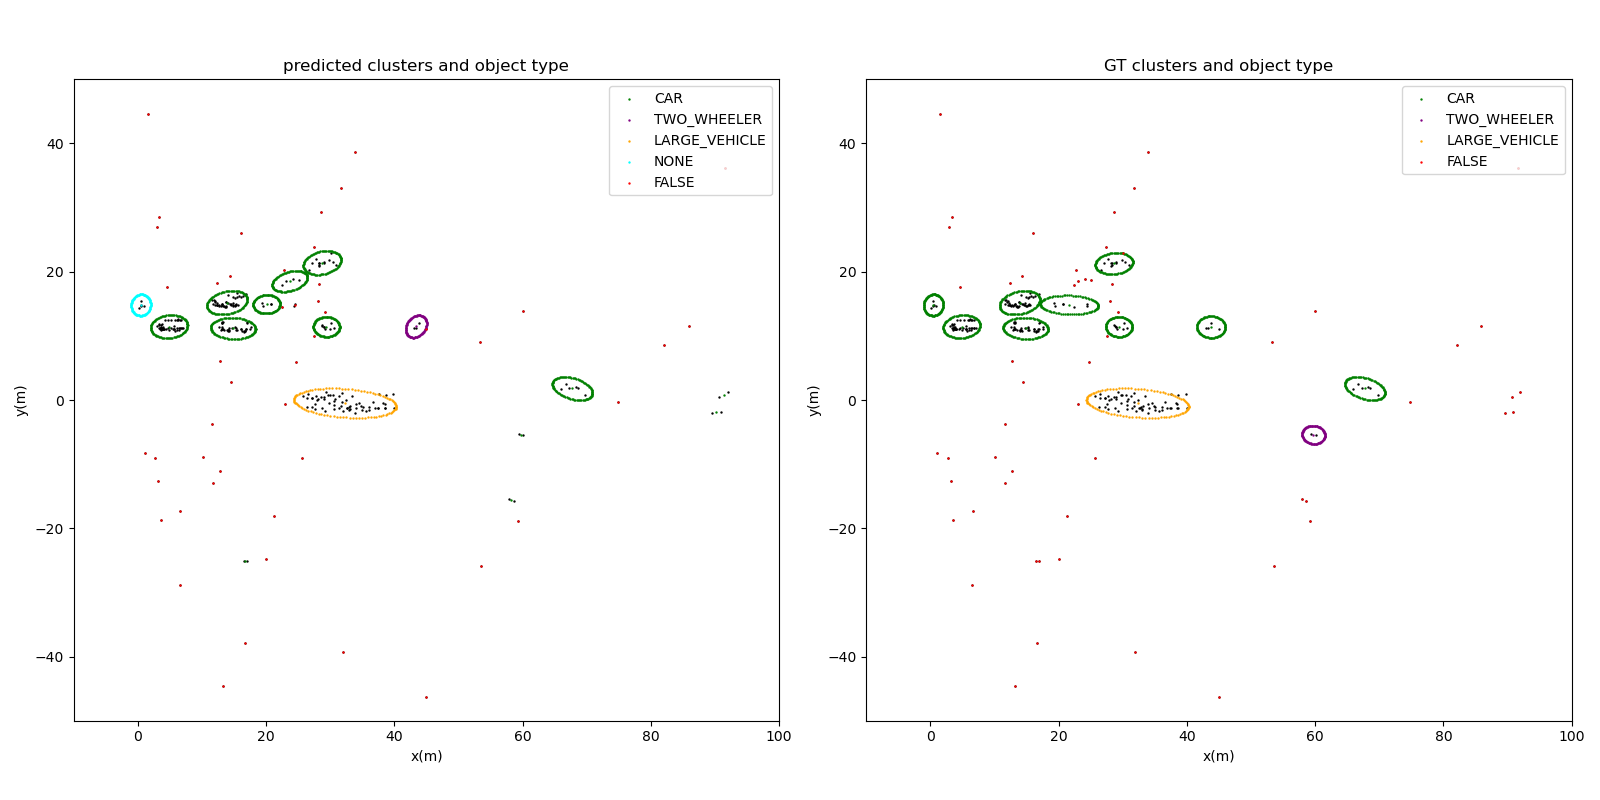 predicted clusters and object type
CAR
TWO_WHEELER
LARGE_VEHICLE
NONE
FALSE
40
20
0
−20
−40
y(m)
0
20
40
60
80
100
x(m)
GT clusters and object type
CAR
TWO_WHEELER
LARGE_VEHICLE
FALSE
40
20
0
−20
−40
y(m)
0
20
40
60
80
100
x(m)